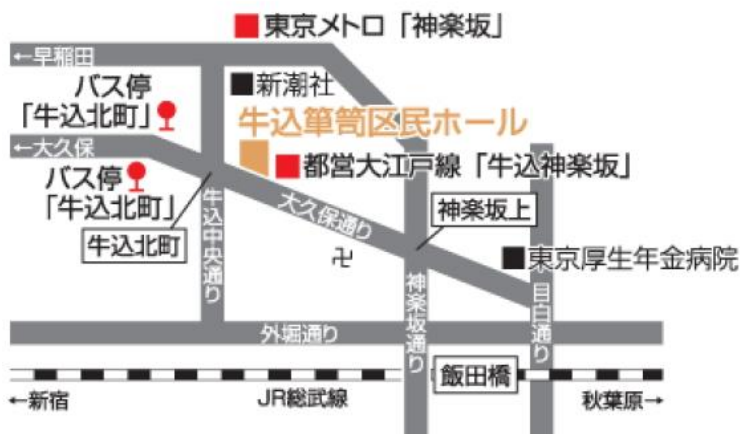 ■東京メトロ「神楽坂」
←早稲田
■新潮社
バス停
「牛込北町」
牛込簞笥区民ホール
←大久保
■都営大江戸線「牛込神楽坂」
バス停
「牛込北町」
大久保通り
神楽坂上
牛込北町
牛込中央通り
卍
■東京厚生年金病院
神楽坂通り
目白通り
外堀通り
飯田橋
←新宿
JR総武線
秋葉原→